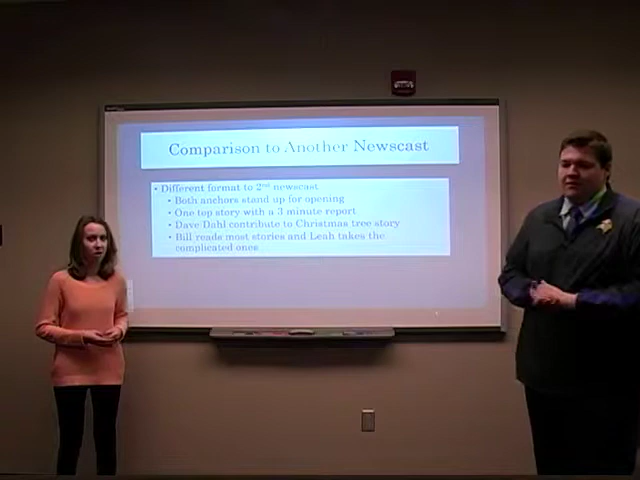 Comparison to Another Newscast
• Different format to 2nd newscast
• Both anchors stand up for opening
• One top story with a 3 minute report
• Dave Dahl contribute to Christmas tree story
• Bill reads most stories and Leah takes the
complicated ones